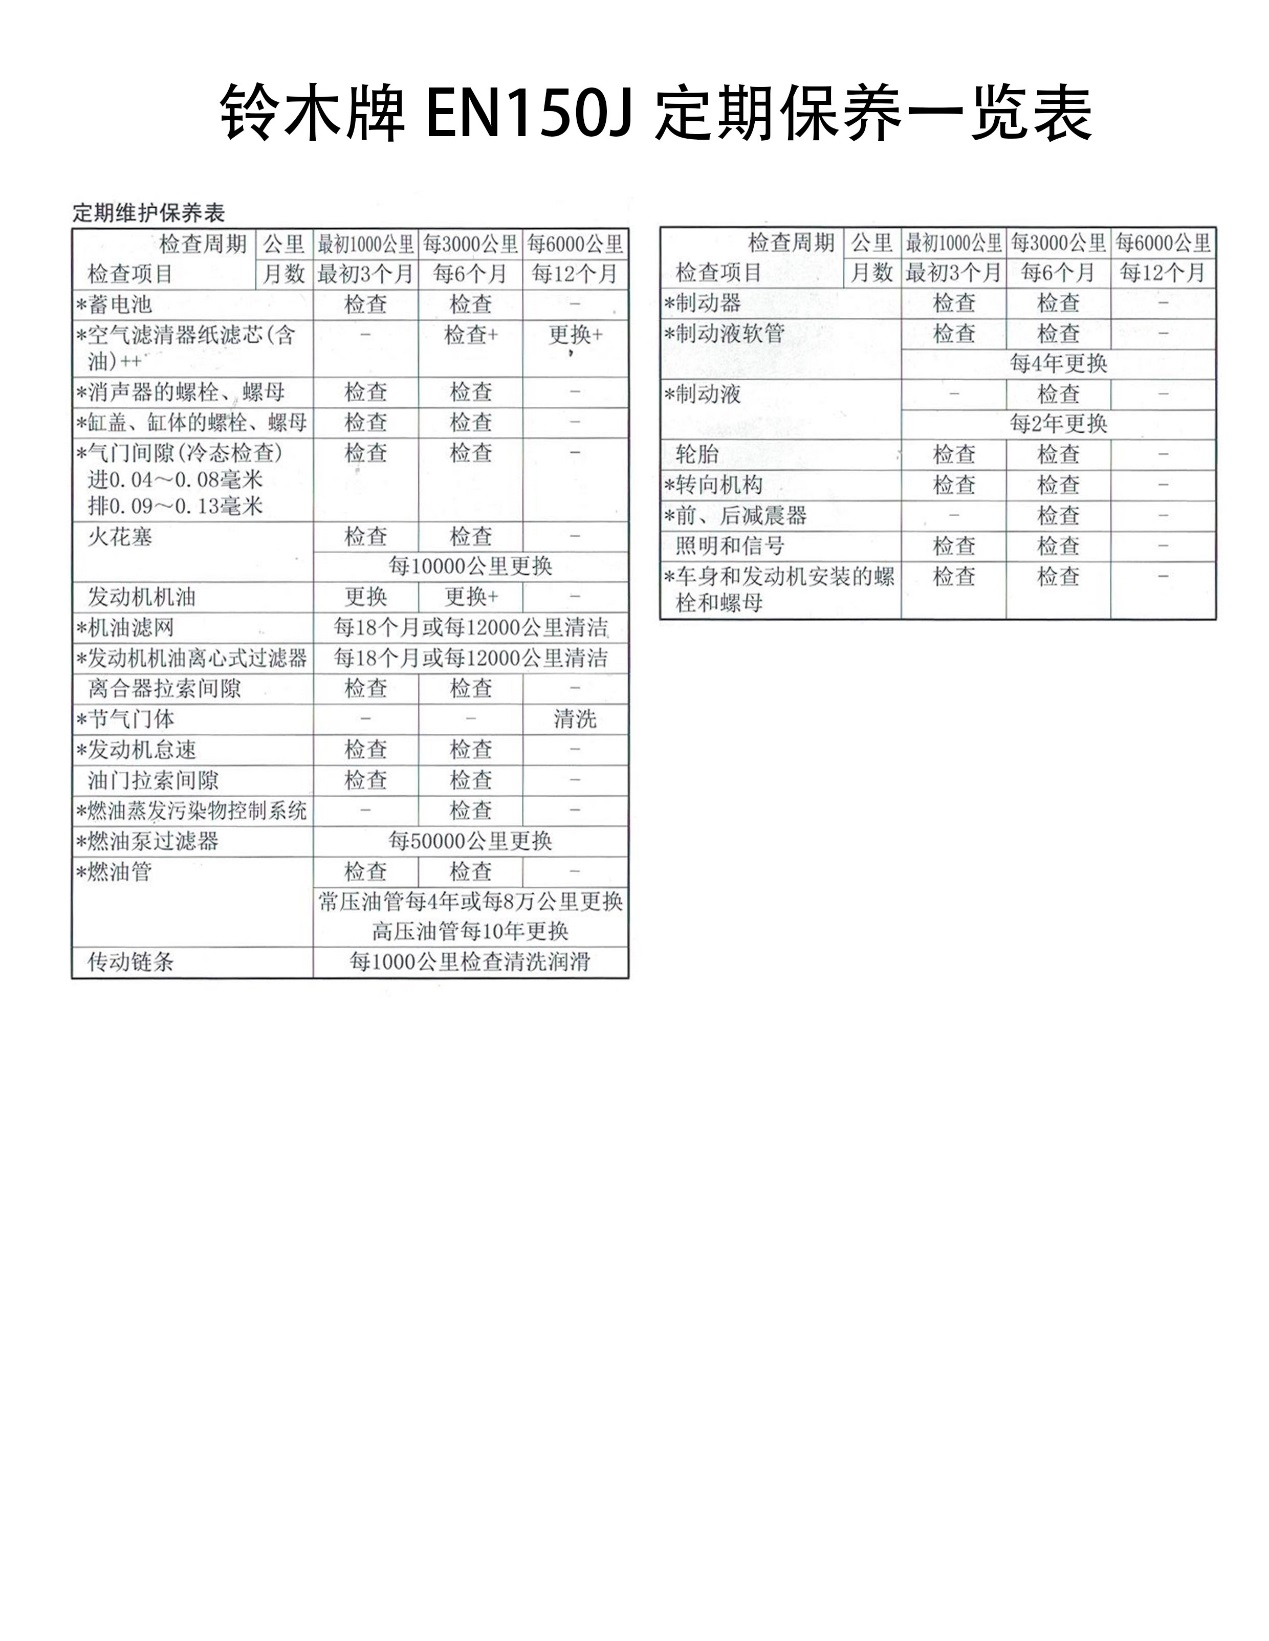 铃木牌 EN150J 定期保养一览表
定期维护保养表
检查周期 公里 最初1000公里 每3000公里 每6000公里
检查项目 月数 最初3个月 每6个月 每12个月
*蓄电池 检查 检查 -
*空气滤清器纸滤芯(含 - 检查+ 更换+
油)++
*消声器的螺栓、螺母 检查 检查 -
*缸盖、缸体的螺栓、螺母 检查 检查 -
*气门间隙(冷态检查) 检查 检查 -
进0.04～0.08毫米
排0.09～0.13毫米
火花塞 检查 检查 -
每10000公里更换
发动机机油 更换 更换+ -
*机油滤网 每18个月或每12000公里清洁
*发动机机油离心式过滤器 每18个月或每12000公里清洁
离合器拉索间隙 检查 检查 -
*节气门体 - - 清洗
*发动机怠速 检查 检查 -
油门拉索间隙 检查 检查 -
*燃油蒸发污染物控制系统 - 检查 -
*燃油泵过滤器 每50000公里更换
*燃油管 检查 检查 -
常压油管每4年或每8万公里更换
高压油管每10年更换
传动链条 每1000公里检查清洗润滑
检查周期 公里 最初1000公里 每3000公里 每6000公里
检查项目 月数 最初3个月 每6个月 每12个月
*制动器 检查 检查 -
*制动液软管 检查 检查 -
每4年更换
*制动液 - 检查 -
每2年更换
轮胎 检查 检查 -
*转向机构 检查 检查 -
*前、后减震器 - 检查 -
照明和信号 检查 检查 -
*车身和发动机安装的螺 检查 检查 -
栓和螺母